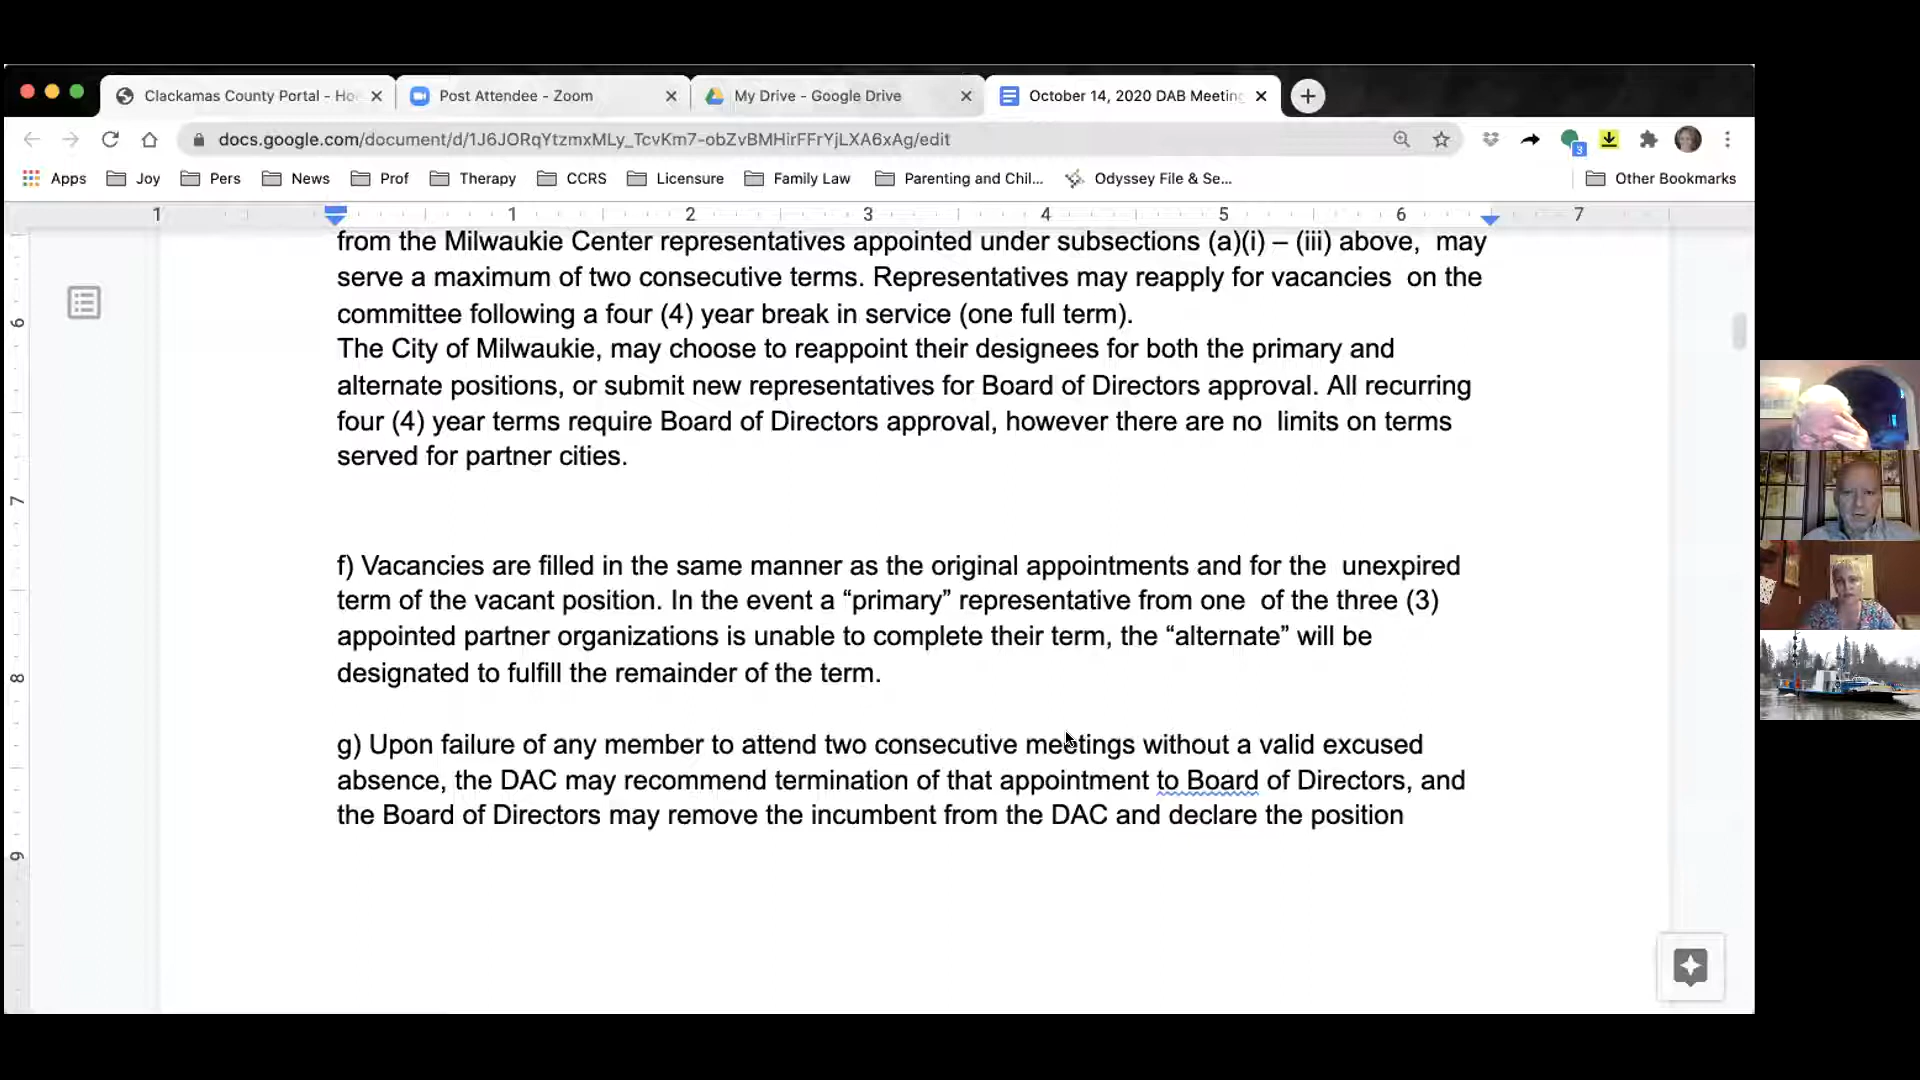 Clackamas County Portal - Ho
Post Attendee - Zoom
My Drive - Google Drive
October 14, 2020 DAB Meeting
docs.google.com/document/d/1J6JORqYtzmxMLy_TcvKm7-obZvBMHirFFrYjLXA6xAg/edit
3
Apps
Joy
Pers
News
Prof
Therapy
CCRS
Licensure
Family Law
Parenting and Chil...
Odyssey File & Se...
Other Bookmarks
1 1 2 3 4 5 6 7
from the Milwaukie Center representatives appointed under subsections (a)(i) – (iii) above,  may
serve a maximum of two consecutive terms. Representatives may reapply for vacancies  on the
committee following a four (4) year break in service (one full term).
The City of Milwaukie, may choose to reappoint their designees for both the primary and
alternate positions, or submit new representatives for Board of Directors approval. All recurring
four (4) year terms require Board of Directors approval, however there are no  limits on terms
served for partner cities.
f) Vacancies are filled in the same manner as the original appointments and for the  unexpired
term of the vacant position. In the event a “primary” representative from one  of the three (3)
appointed partner organizations is unable to complete their term, the “alternate” will be
designated to fulfill the remainder of the term.
g) Upon failure of any member to attend two consecutive meetings without a valid excused
absence, the DAC may recommend termination of that appointment to Board of Directors, and
the Board of Directors may remove the incumbent from the DAC and declare the position
6
7
8
9